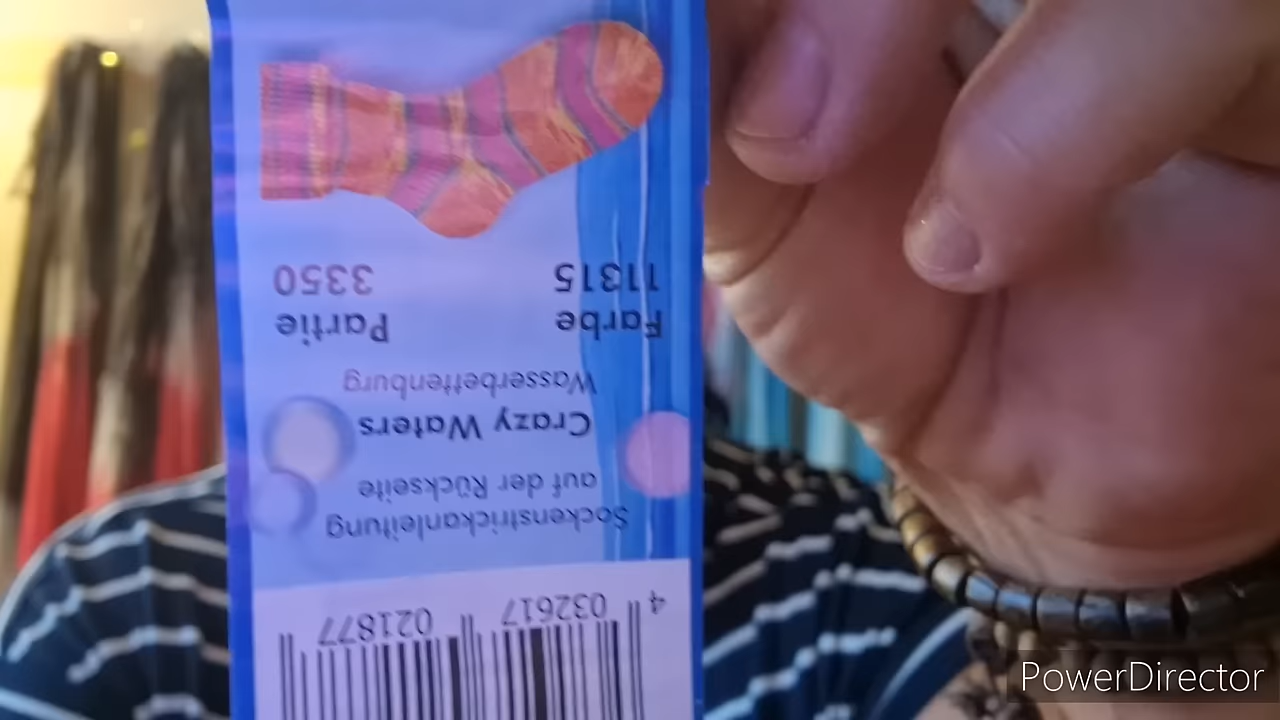 4 032617 021877
Sockenstrickanleitung
auf der Rückseite
Crazy Waters
Wasserbettenburg
Farbe Partie
11315 3350
PowerDirector